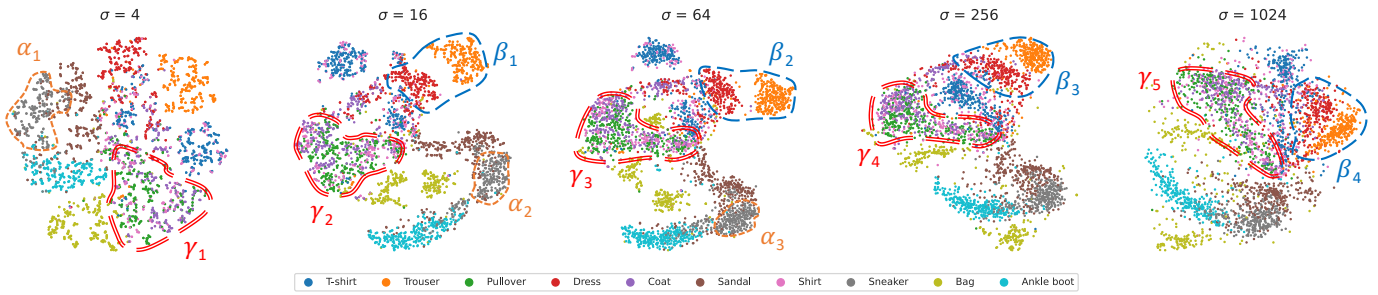 σ = 4
σ = 16
σ = 64
σ = 256
σ = 1024
α₁
γ₁
β₁
γ₂
α₂
β₂
γ₃
α₃
β₃
γ₄
γ₅
β₄
T-shirt Trouser Pullover Dress Coat Sandal Shirt Sneaker Bag Ankle boot